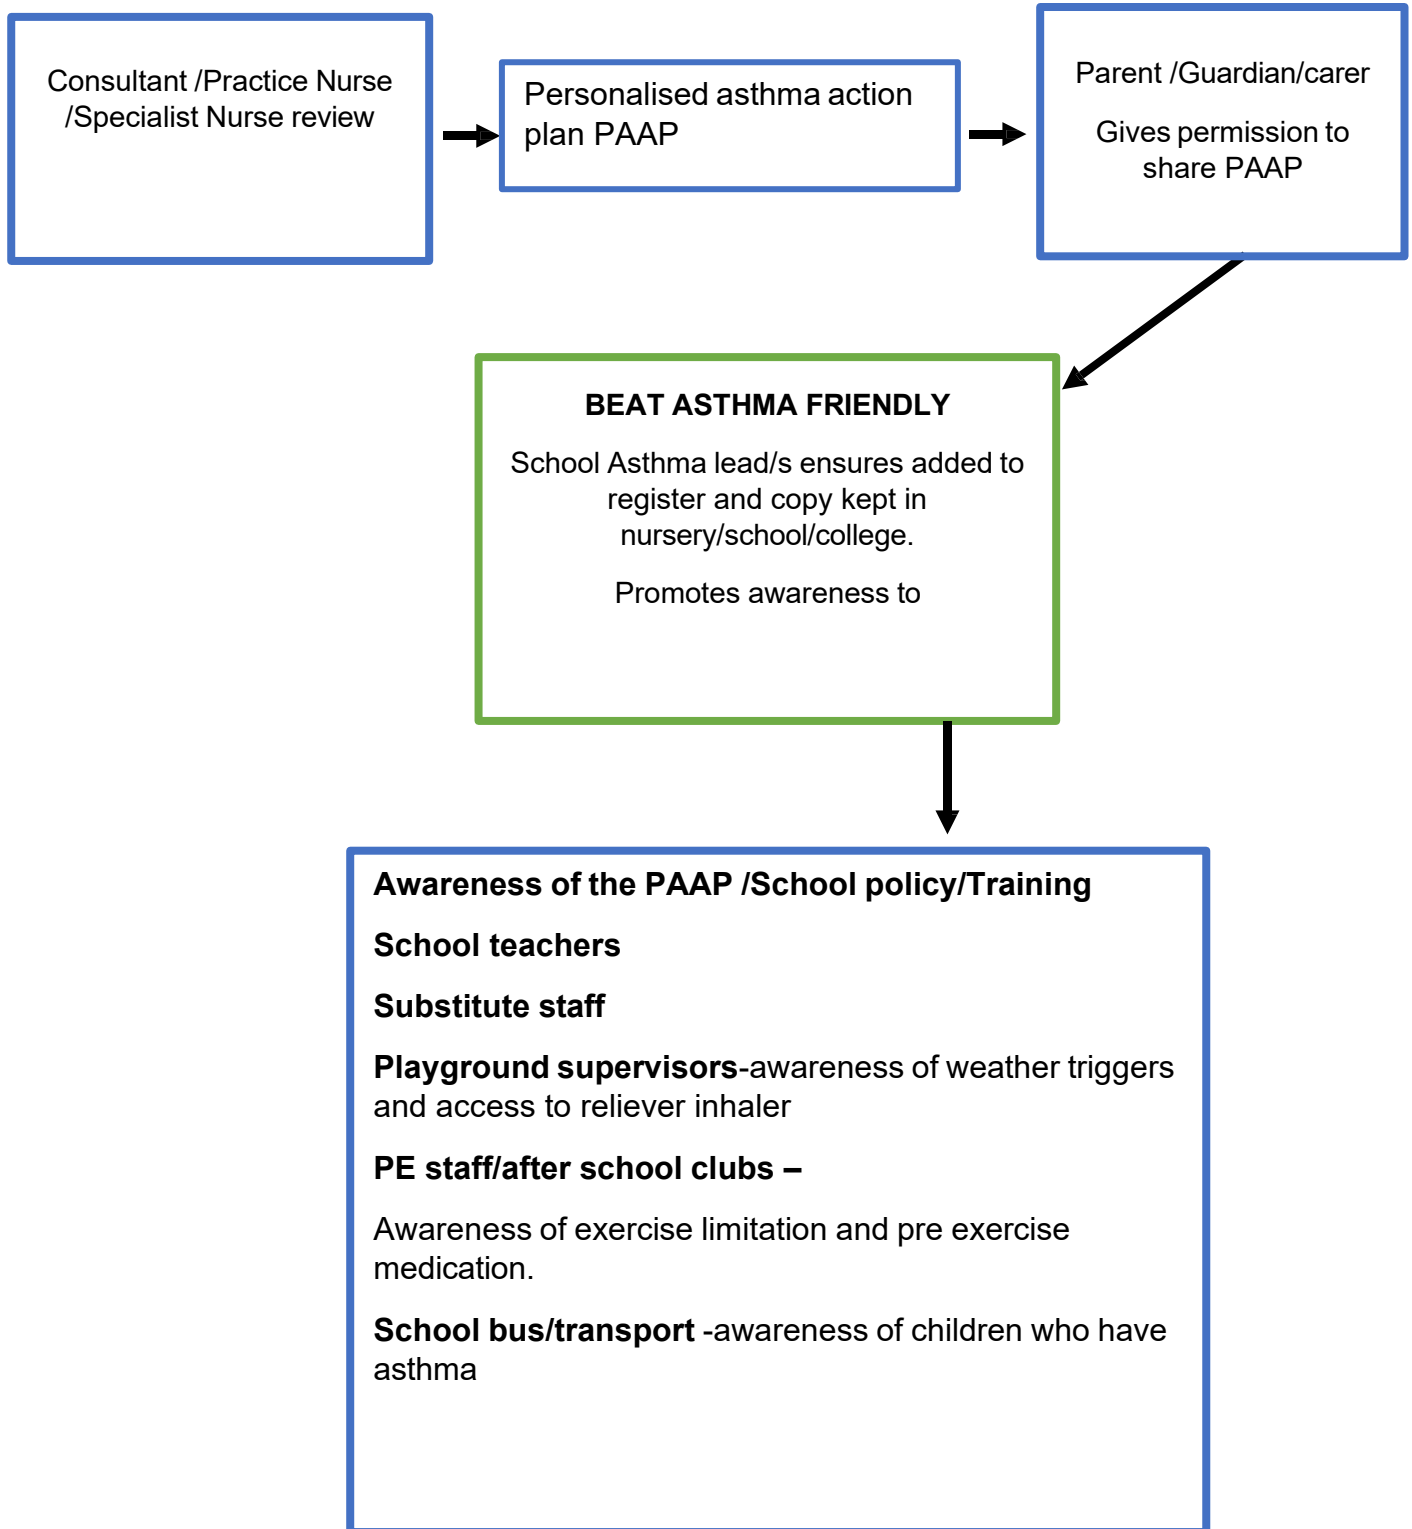 Consultant /Practice Nurse
/Specialist Nurse review
Personalised asthma action
plan PAAP
Parent /Guardian/carer
Gives permission to
share PAAP
BEAT ASTHMA FRIENDLY
School Asthma lead/s ensures added to
register and copy kept in
nursery/school/college.
Promotes awareness to
Awareness of the PAAP /School policy/Training
School teachers
Substitute staff
Playground supervisors-awareness of weather triggers
and access to reliever inhaler
PE staff/after school clubs –
Awareness of exercise limitation and pre exercise
medication.
School bus/transport -awareness of children who have
asthma